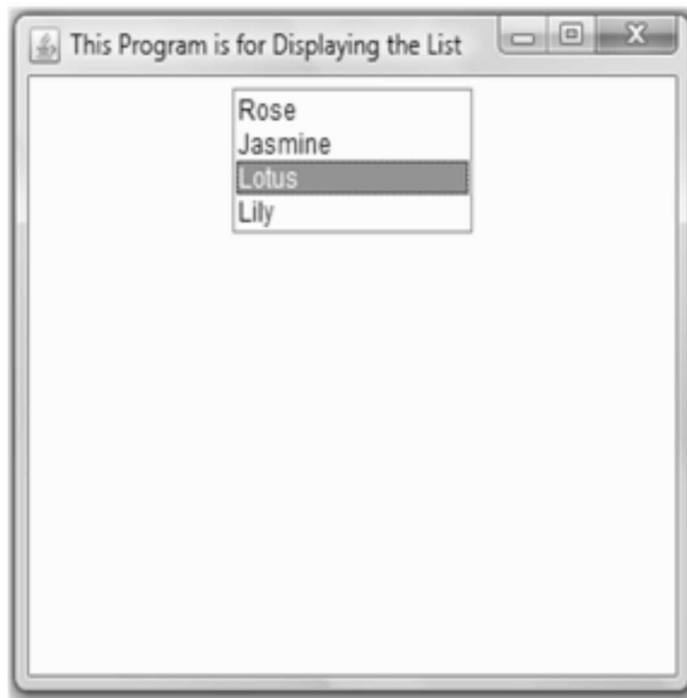 This Program is for Displaying the List
Rose
Jasmine
Lotus
Lily